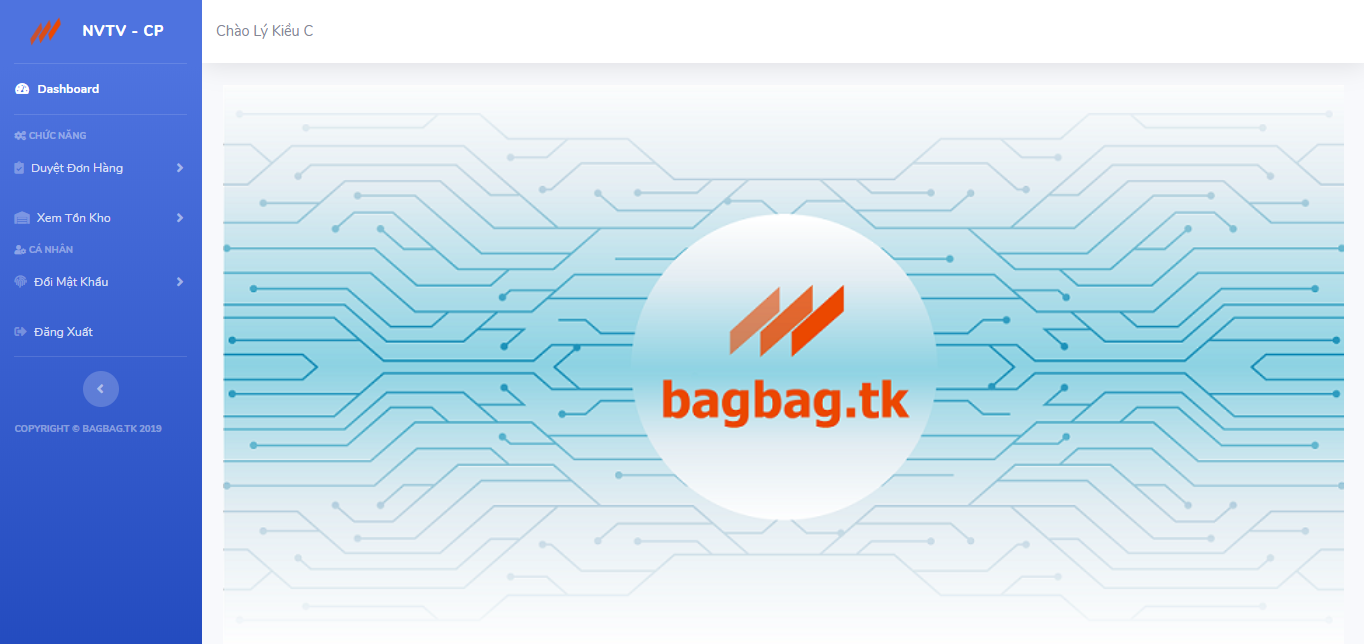 NVTV - CP
Chào Lý Kiều C
Dashboard
CHỨC NĂNG
Duyệt Đơn Hàng
Xem Tồn Kho
CÁ NHÂN
Đổi Mật Khẩu
Đăng Xuất
COPYRIGHT © BAGBAG.TK 2019
bagbag.tk